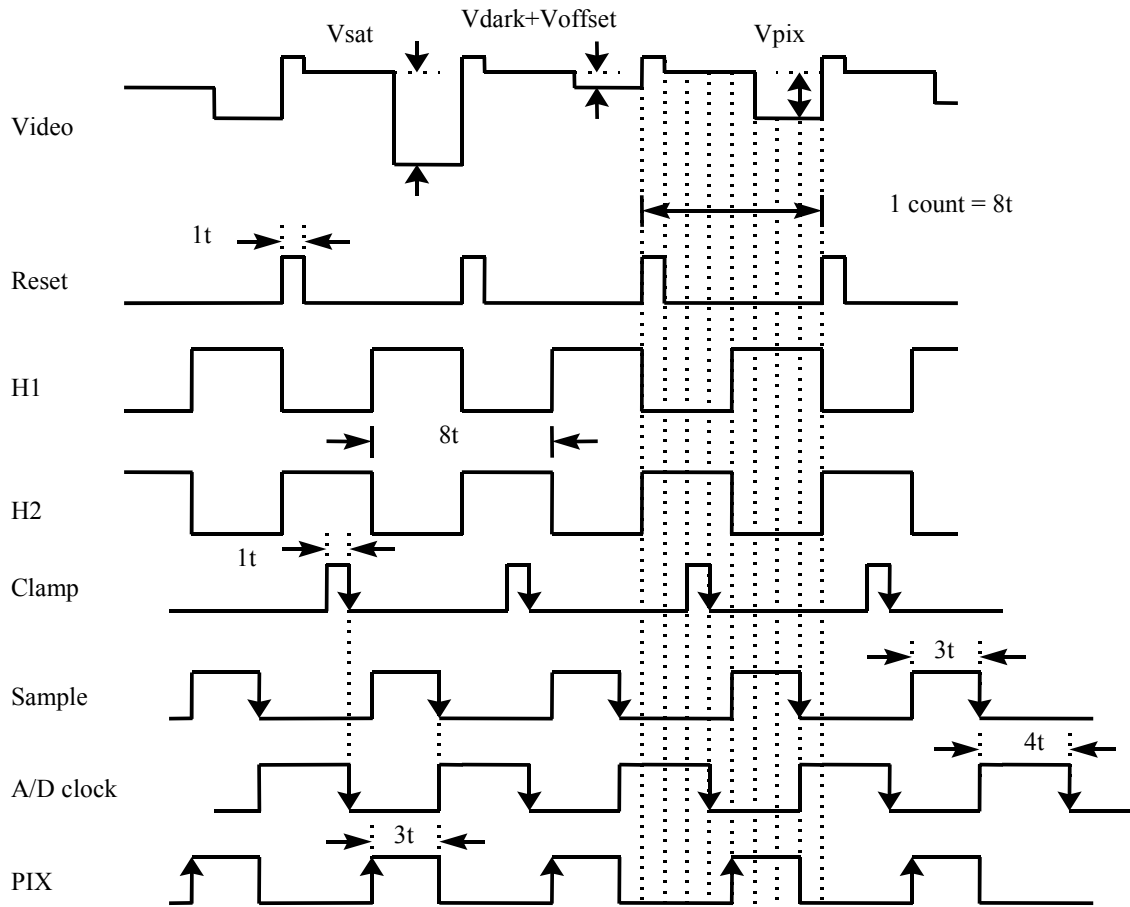 Vdark+Voffset
Vsat
Vpix
Video
1 count = 8t
1t
Reset
H1
8t
H2
1t
Clamp
3t
Sample
4t
A/D clock
3t
PIX